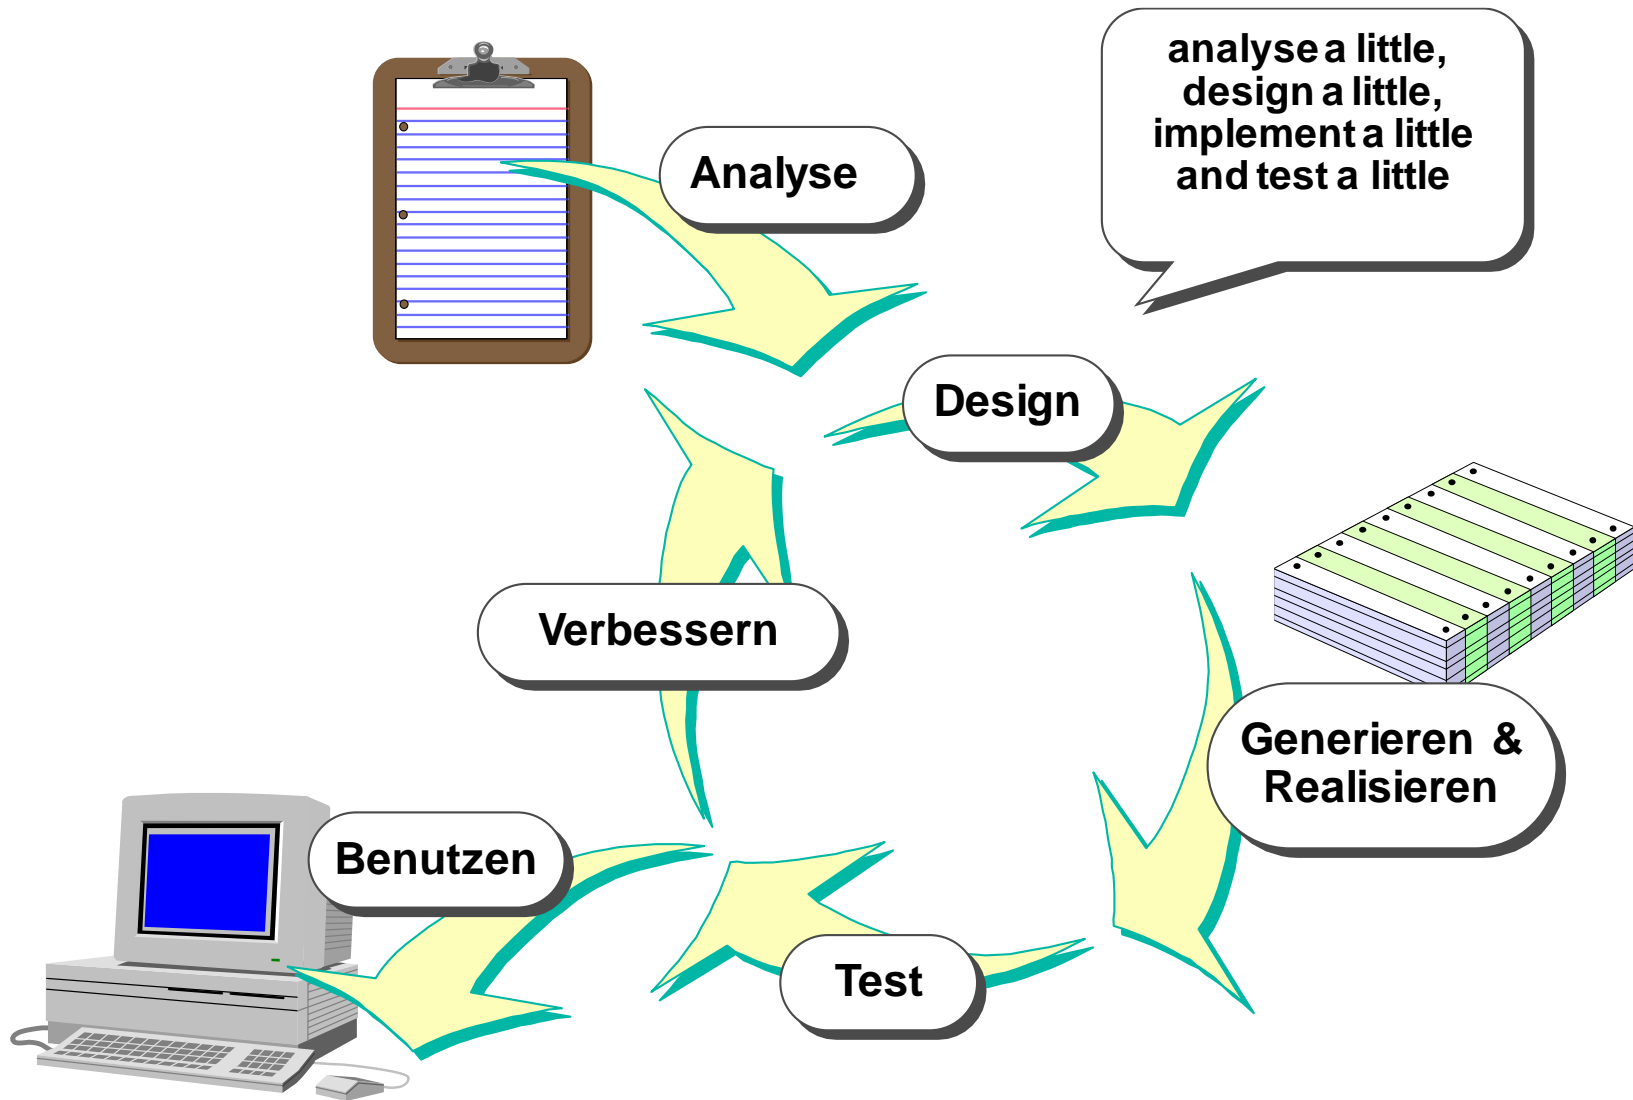 analyse a little,
design a little,
implement a little
and test a little
Analyse
Design
Verbessern
Generieren &
Realisieren
Benutzen
Test